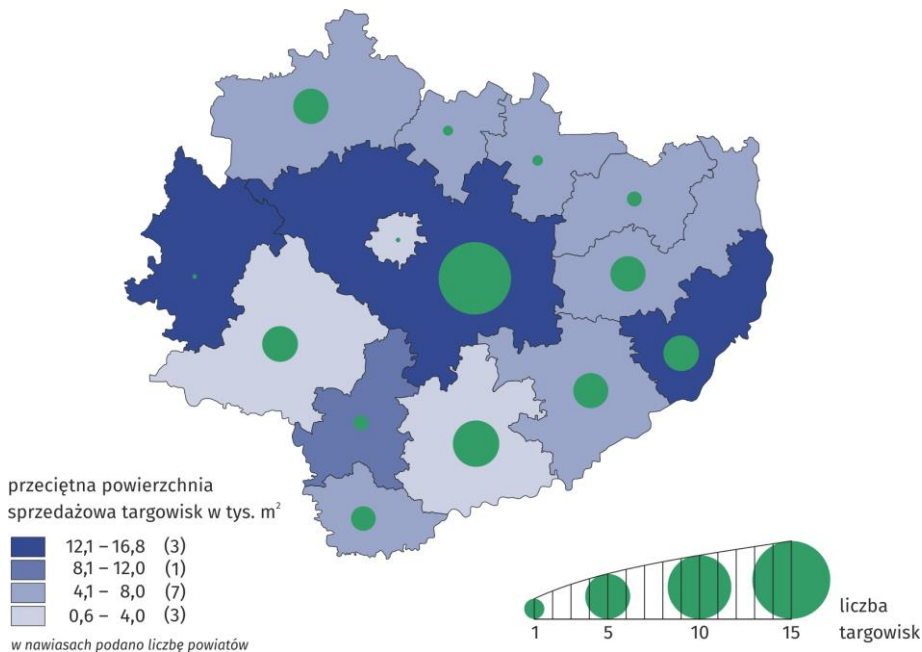 przeciętna powierzchnia
sprzedażowa targowisk w tys. m²
12,1 – 16,8 (3)
8,1 – 12,0 (1)
4,1 – 8,0 (7)
0,6 – 4,0 (3)
w nawiasach podano liczbę powiatów
1 5 10 15
liczba
targowisk